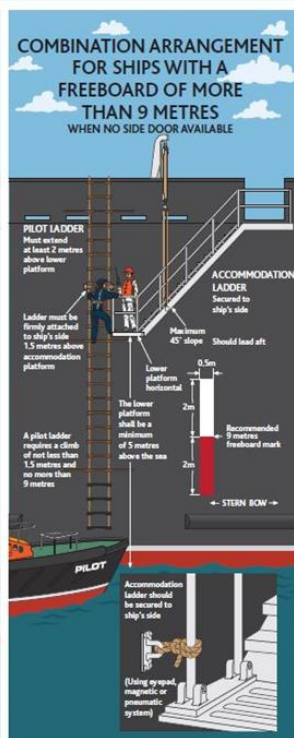 COMBINATION ARRANGEMENT
FOR SHIPS WITH A
FREEBOARD OF MORE
THAN 9 METRES
WHEN NO SIDE DOOR AVAILABLE
PILOT LADDER
Must extend
at least 2 metres
above lower
platform
ACCOMMODATION
LADDER
Secured to
ship's side
Ladder must be
firmly attached
to ship's side
1.5 metres above
accommodation
platform
Maximum
45° slope
Should lead aft
Lower
platform
horizontal
0.5m
2m
The lower
platform
shall be a
minimum
of 5 metres
above the sea
Recommended
9 metres
freeboard mark
2m
A pilot ladder
requires a climb
of not less than
1.5 metres and
no more than
9 metres
STERN BOW
PILOT
Accommodation
ladder should
be secured to
ship's side
(Using eyepad,
magnetic or
pneumatic
system)